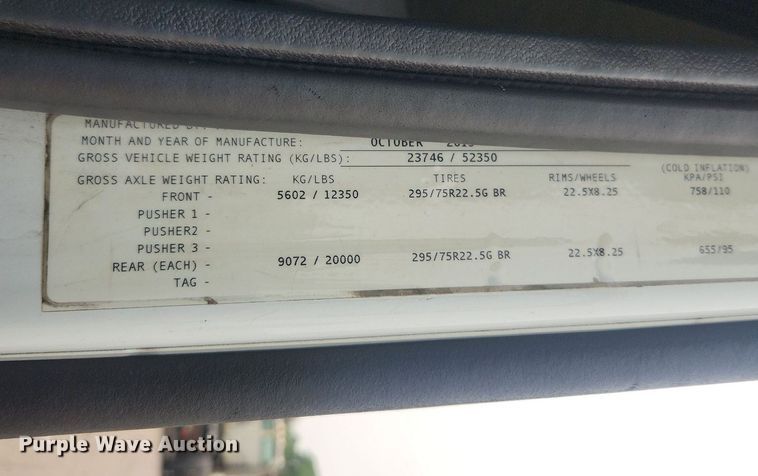 MANUFACTURED BY:
MONTH AND YEAR OF MANUFACTURE: OCTOBER
GROSS VEHICLE WEIGHT RATING (KG/LBS): 23746 / 52350
(COLD INFLATION)
GROSS AXLE WEIGHT RATING: KG/LBS TIRES RIMS/WHEELS KPA/PSI
FRONT - 5602 / 12350 295/75R22.5G BR 22.5X8.25 758/110
PUSHER 1 -
PUSHER2 -
PUSHER 3 -
REAR (EACH) - 9072 / 20000 295/75R22.5G BR 22.5X8.25 655/95
TAG -
Purple Wave Auction